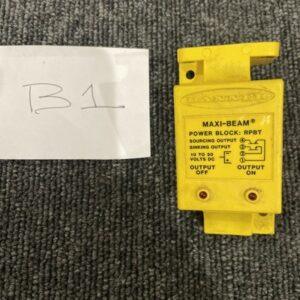 B1
BANNER
MAXI-BEAM®
POWER BLOCK: RPBT
SOURCING OUTPUT
SINKING OUTPUT
10 TO 30
VOLTS DC
OUTPUT OFF
OUTPUT ON